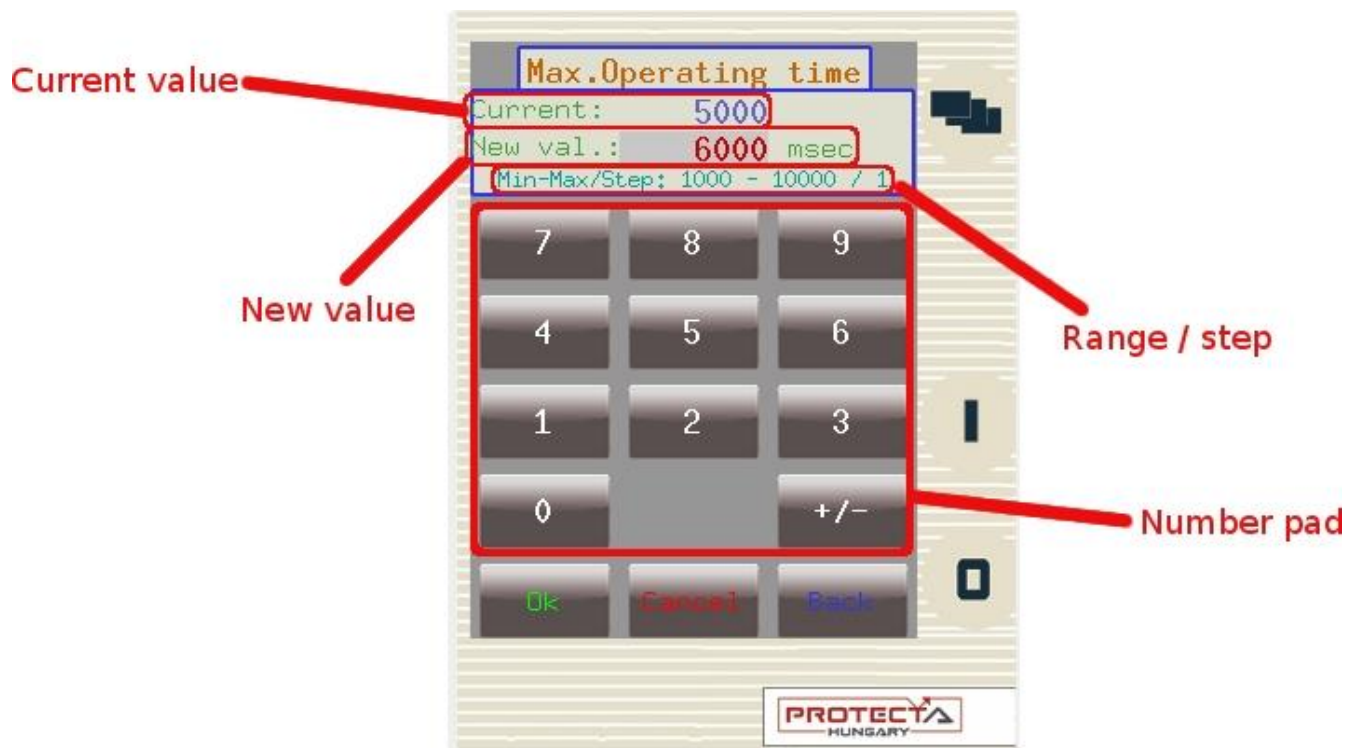 Max.Operating time
Current value
Current: 5000
New val.: 6000 msec
Min-Max/Step: 1000 - 10000 / 1
7 8 9
New value
4 5 6
Range / step
1 2 3
0 +/-
Number pad
Ok Cancel Back
PROTECTA
HUNGARY